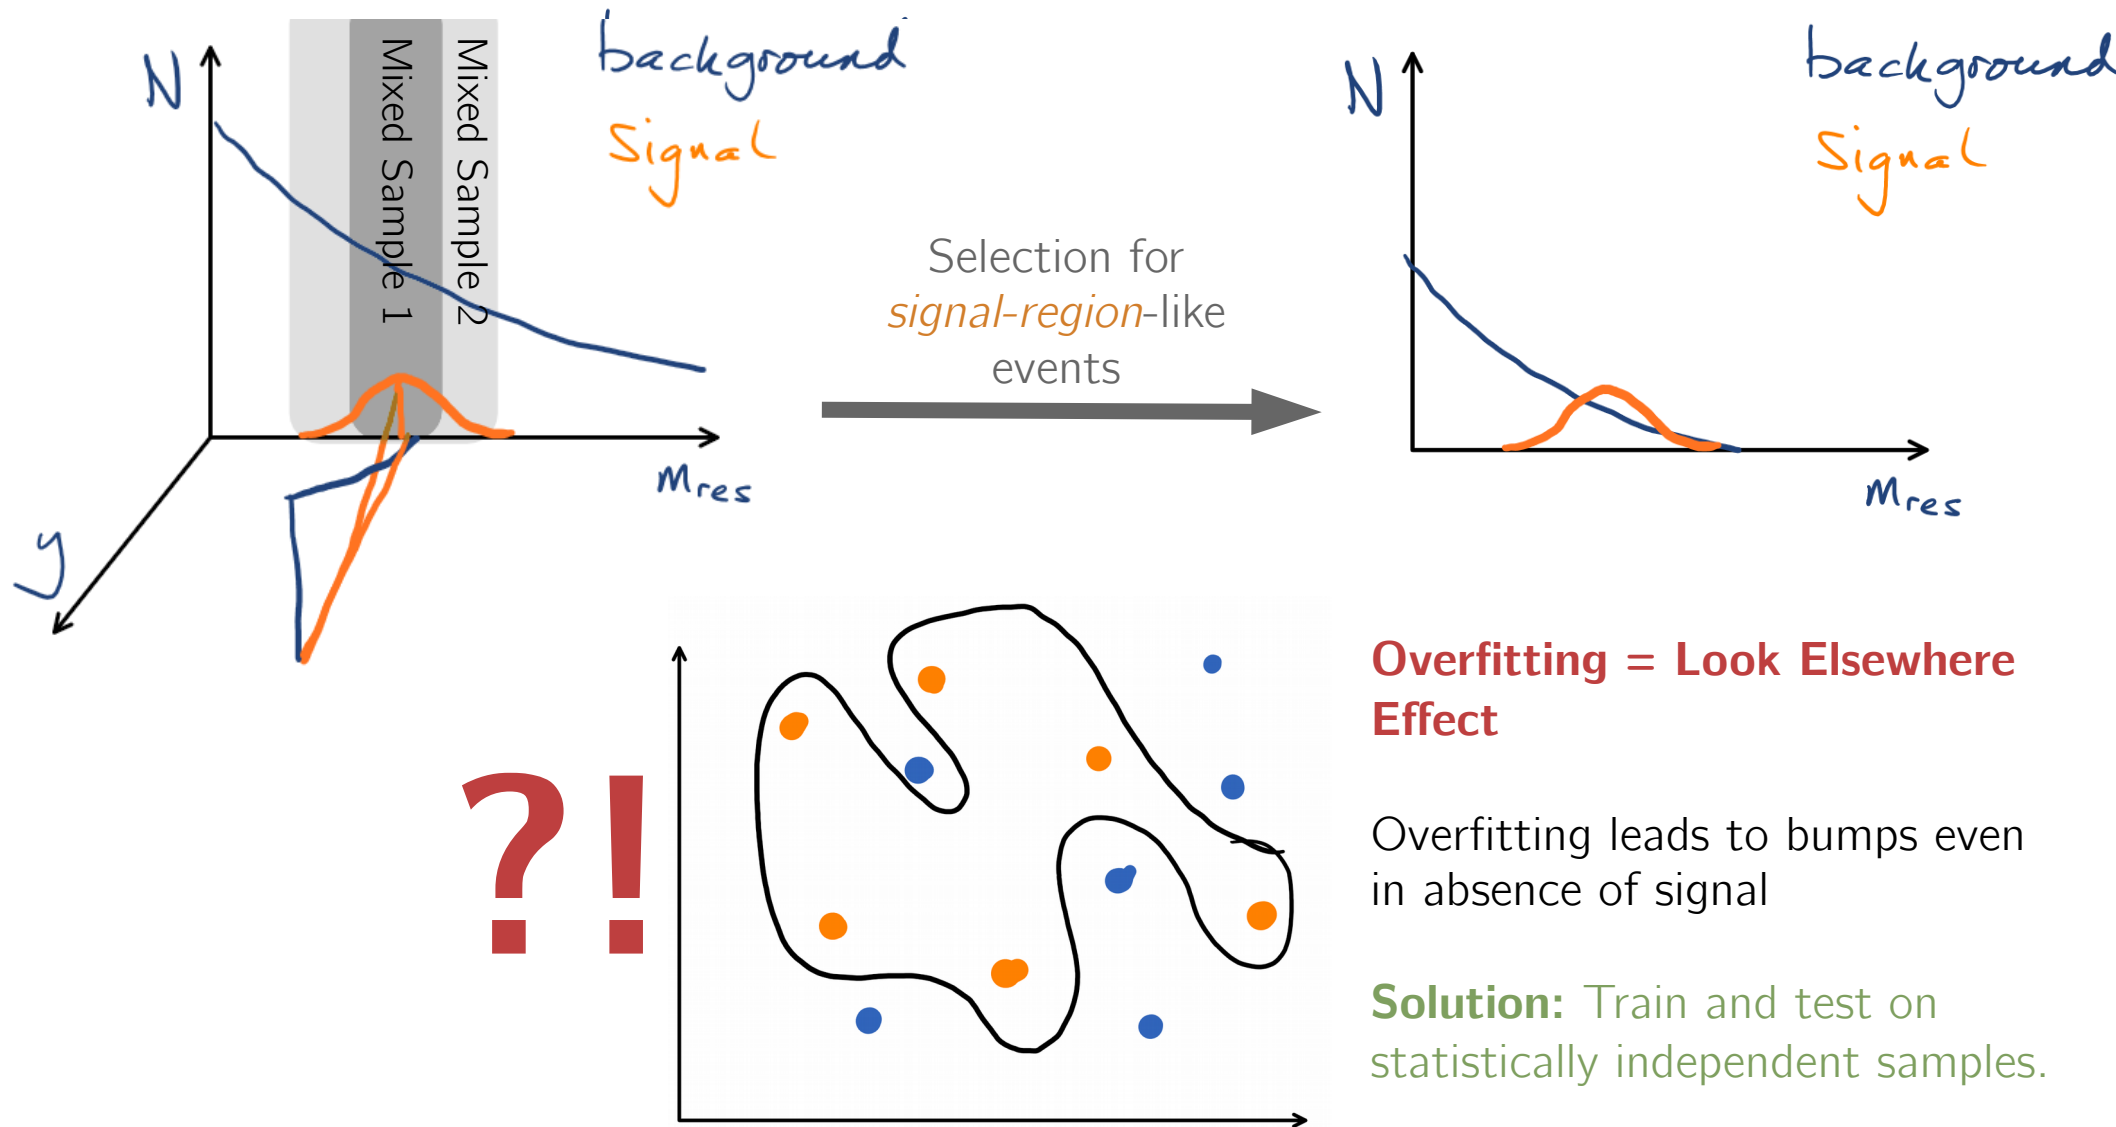 N
Mixed Sample 1
Mixed Sample 2
background
Signal
mres
y
Selection for
signal-region-like
events
N
background
Signal
mres
?!
Overfitting = Look Elsewhere
Effect
Overfitting leads to bumps even
in absence of signal
Solution: Train and test on
statistically independent samples.